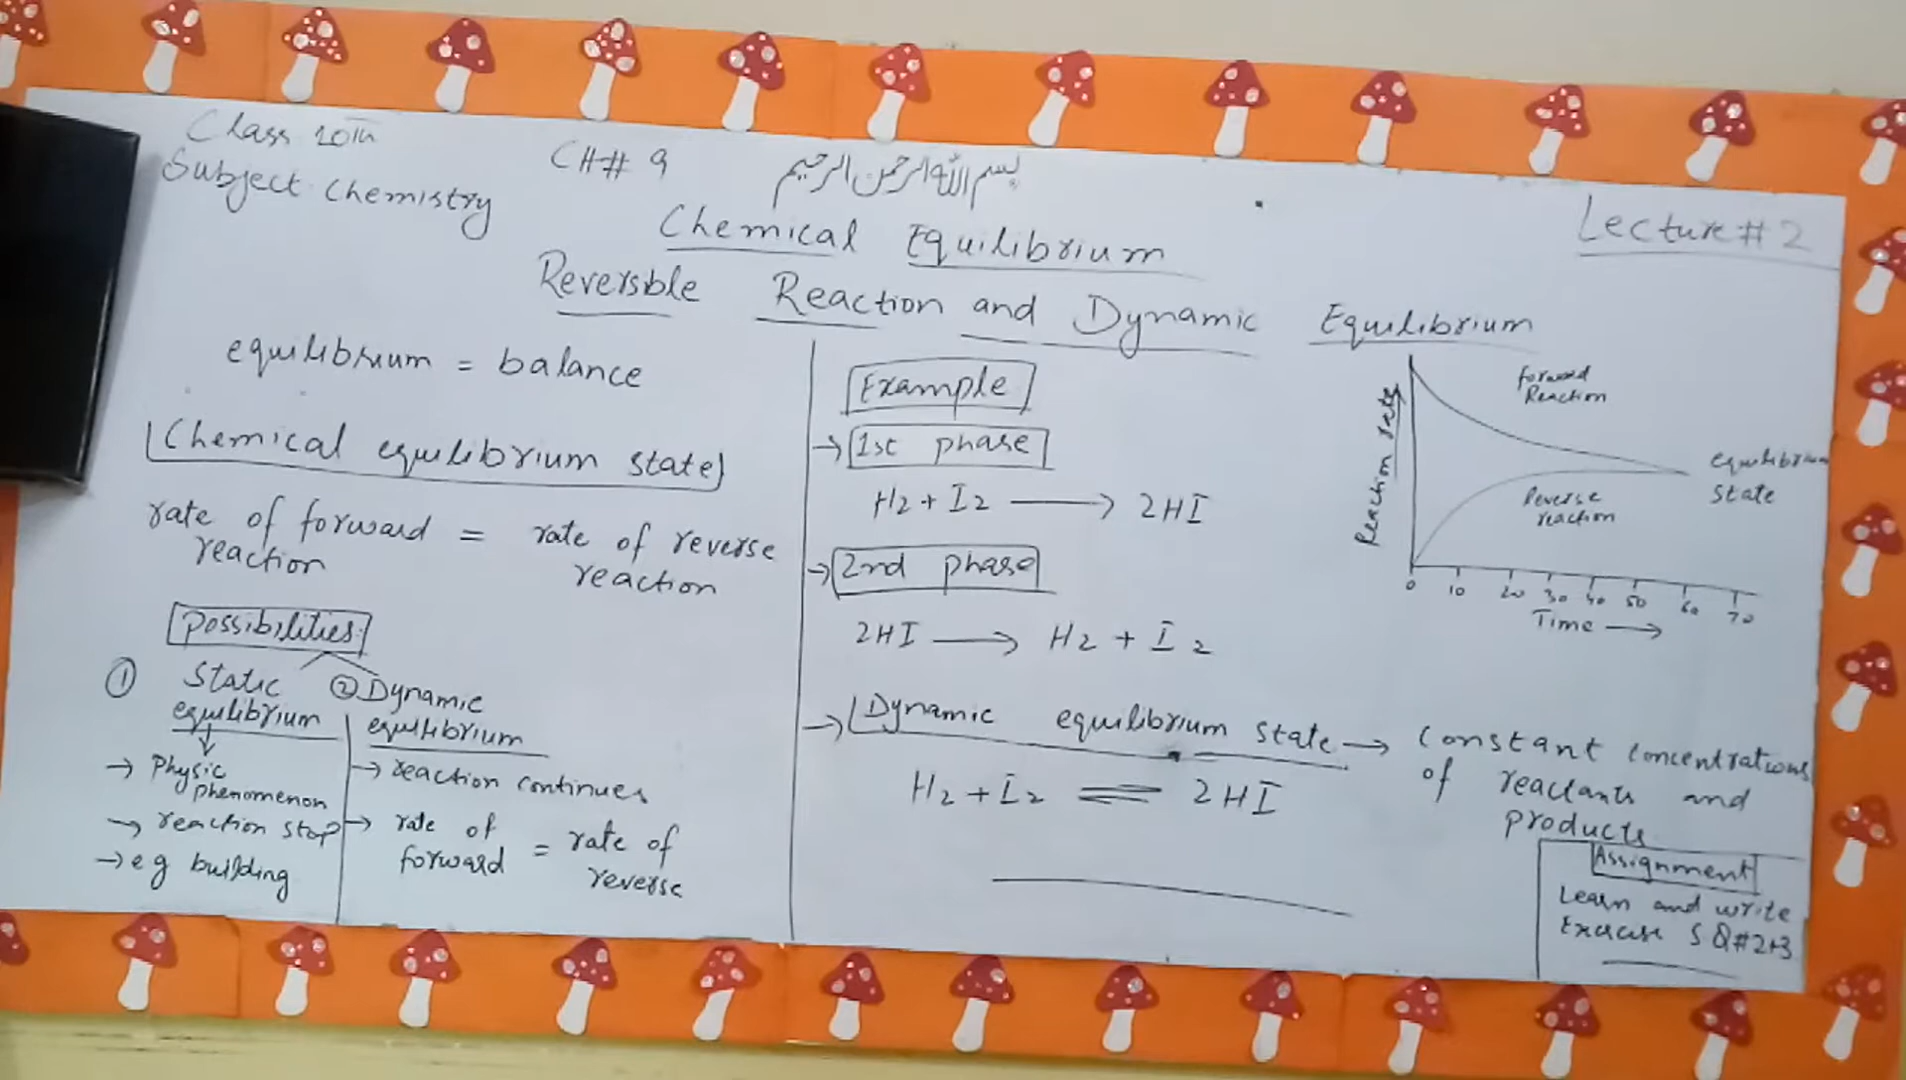 Class 10th
Subject Chemistry
CH# 9
بسم اللہ الرحمن الرحیم
Lecture # 2
Chemical Equilibrium
Reversible Reaction and Dynamic Equilibrium
equilibrium = balance
Chemical equilibrium state
rate of forward = rate of reverse
reaction reaction
Possibilities
① Static ② Dynamic
equilibrium equilibrium
→ Physic
phenomenon
→ reaction stop
→ eg building
→ reaction continues
→ rate of = rate of
forward reverse
Example
→ 1st phase
H2 + I2 ⟶ 2HI
→ 2nd phase
2HI ⟶ H2 + I2
→ Dynamic equilibrium state → Constant concentrations
of reactants and
products
H2 + I2 ⇌ 2HI
Reaction rate
forward
Reaction
equilibrium
state
Reverse
reaction
0 10 20 30 40 50 60 70
Time →
Assignment
Learn and write
Exercise S Q#2+3